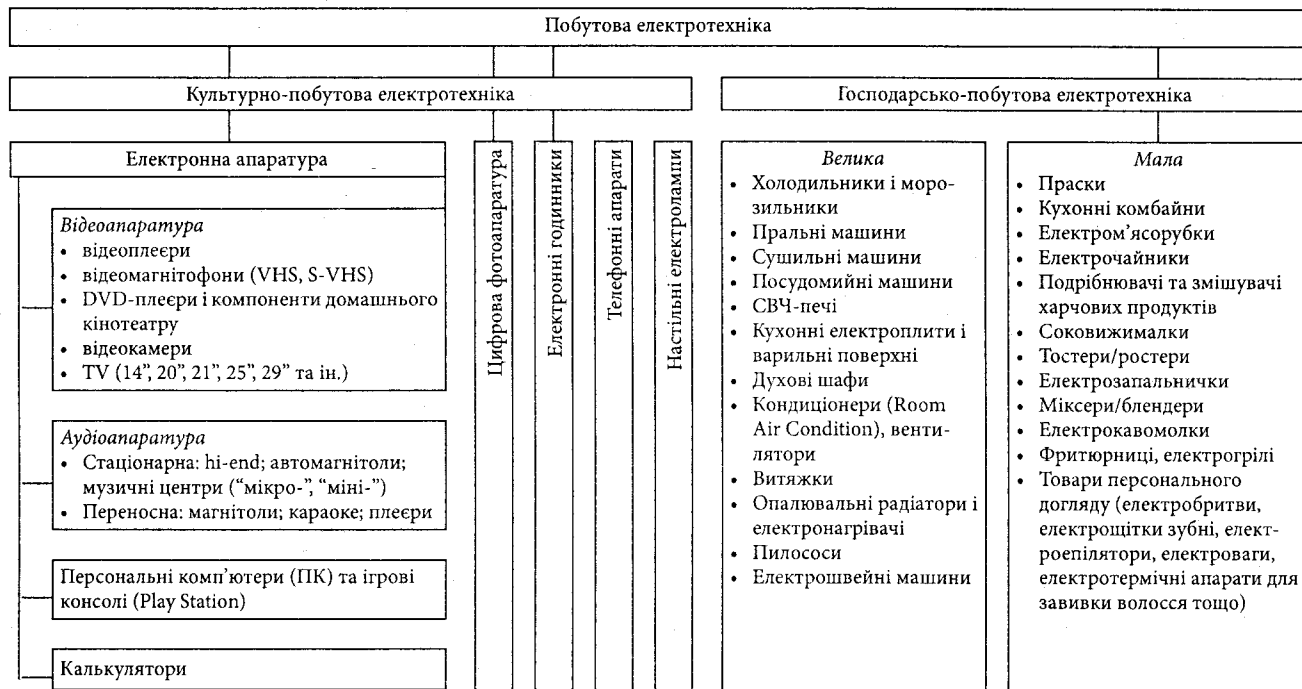 Побутова електротехніка
Культурно-побутова електротехніка
Господарсько-побутова електротехніка
Електронна апаратура
Відеоапаратура
• відеоплеєри
• відеомагнітофони (VHS, S-VHS)
• DVD-плеєри і компоненти домашнього
кінотеатру
• відеокамери
• TV (14”, 20”, 21”, 25”, 29” та ін.)
Аудіоапаратура
• Стаціонарна: hi-end; автомагнітоли;
музичні центри (“мікро-”, “міні-”)
• Переносна: магнітоли; караоке; плеєри
Персональні комп’ютери (ПК) та ігрові
консолі (Play Station)
Калькулятори
Цифрова фотоапаратура
Електронні годинники
Телефонні апарати
Настільні електролампи
Велика
• Холодильники і моро-
зильники
• Пральні машини
• Сушильні машини
• Посудомийні машини
• СВЧ-печі
• Кухонні електроплити і
варильні поверхні
• Духові шафи
• Кондиціонери (Room
Air Condition), венти-
лятори
• Витяжки
• Опалювальні радіатори і
електронагрівачі
• Пилососи
• Електрошвейні машини
Мала
• Праски
• Кухонні комбайни
• Електром’ясорубки
• Електрочайники
• Подрібнювачі та змішувачі
харчових продуктів
• Соковижималки
• Тостери/ростери
• Електрозапальнички
• Міксери/блендери
• Електрокавомолки
• Фритюрниці, електрогрілі
• Товари персонального
догляду (електробритви,
електрощітки зубні, елект-
роепілятори, електроваги,
електротермічні апарати для
завивки волосся тощо)